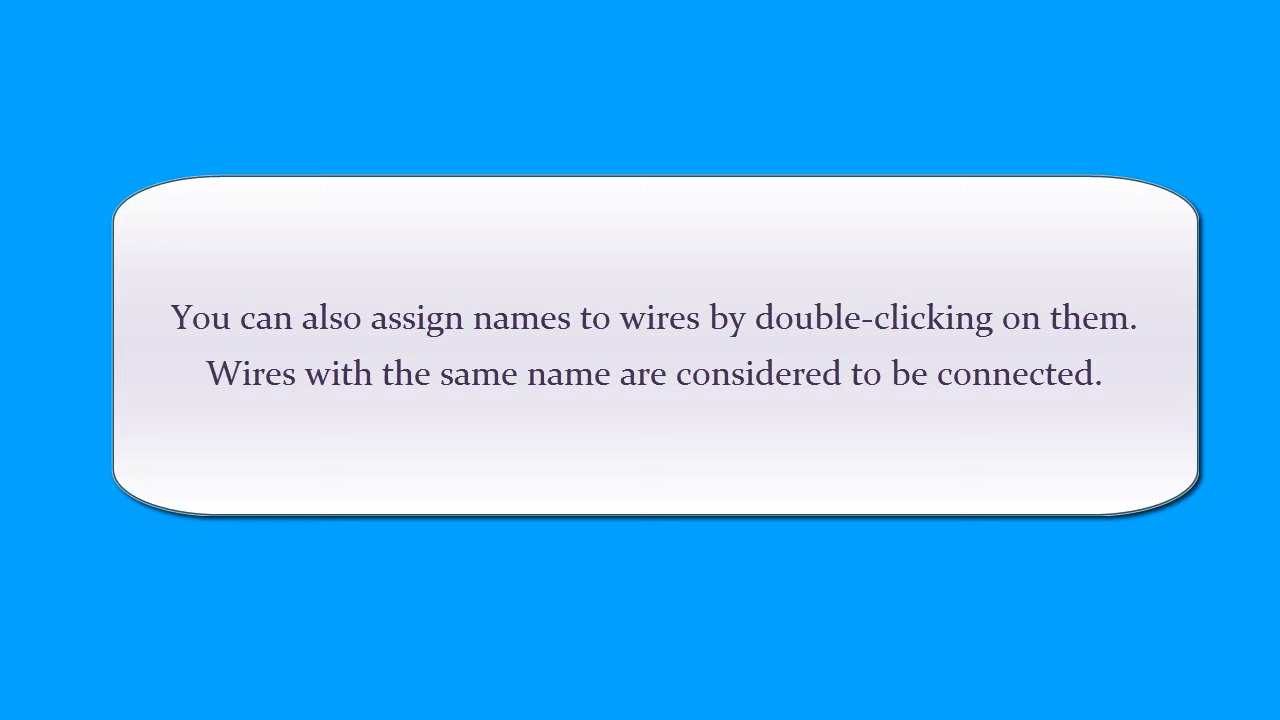 You can also assign names to wires by double-clicking on them.
Wires with the same name are considered to be connected.